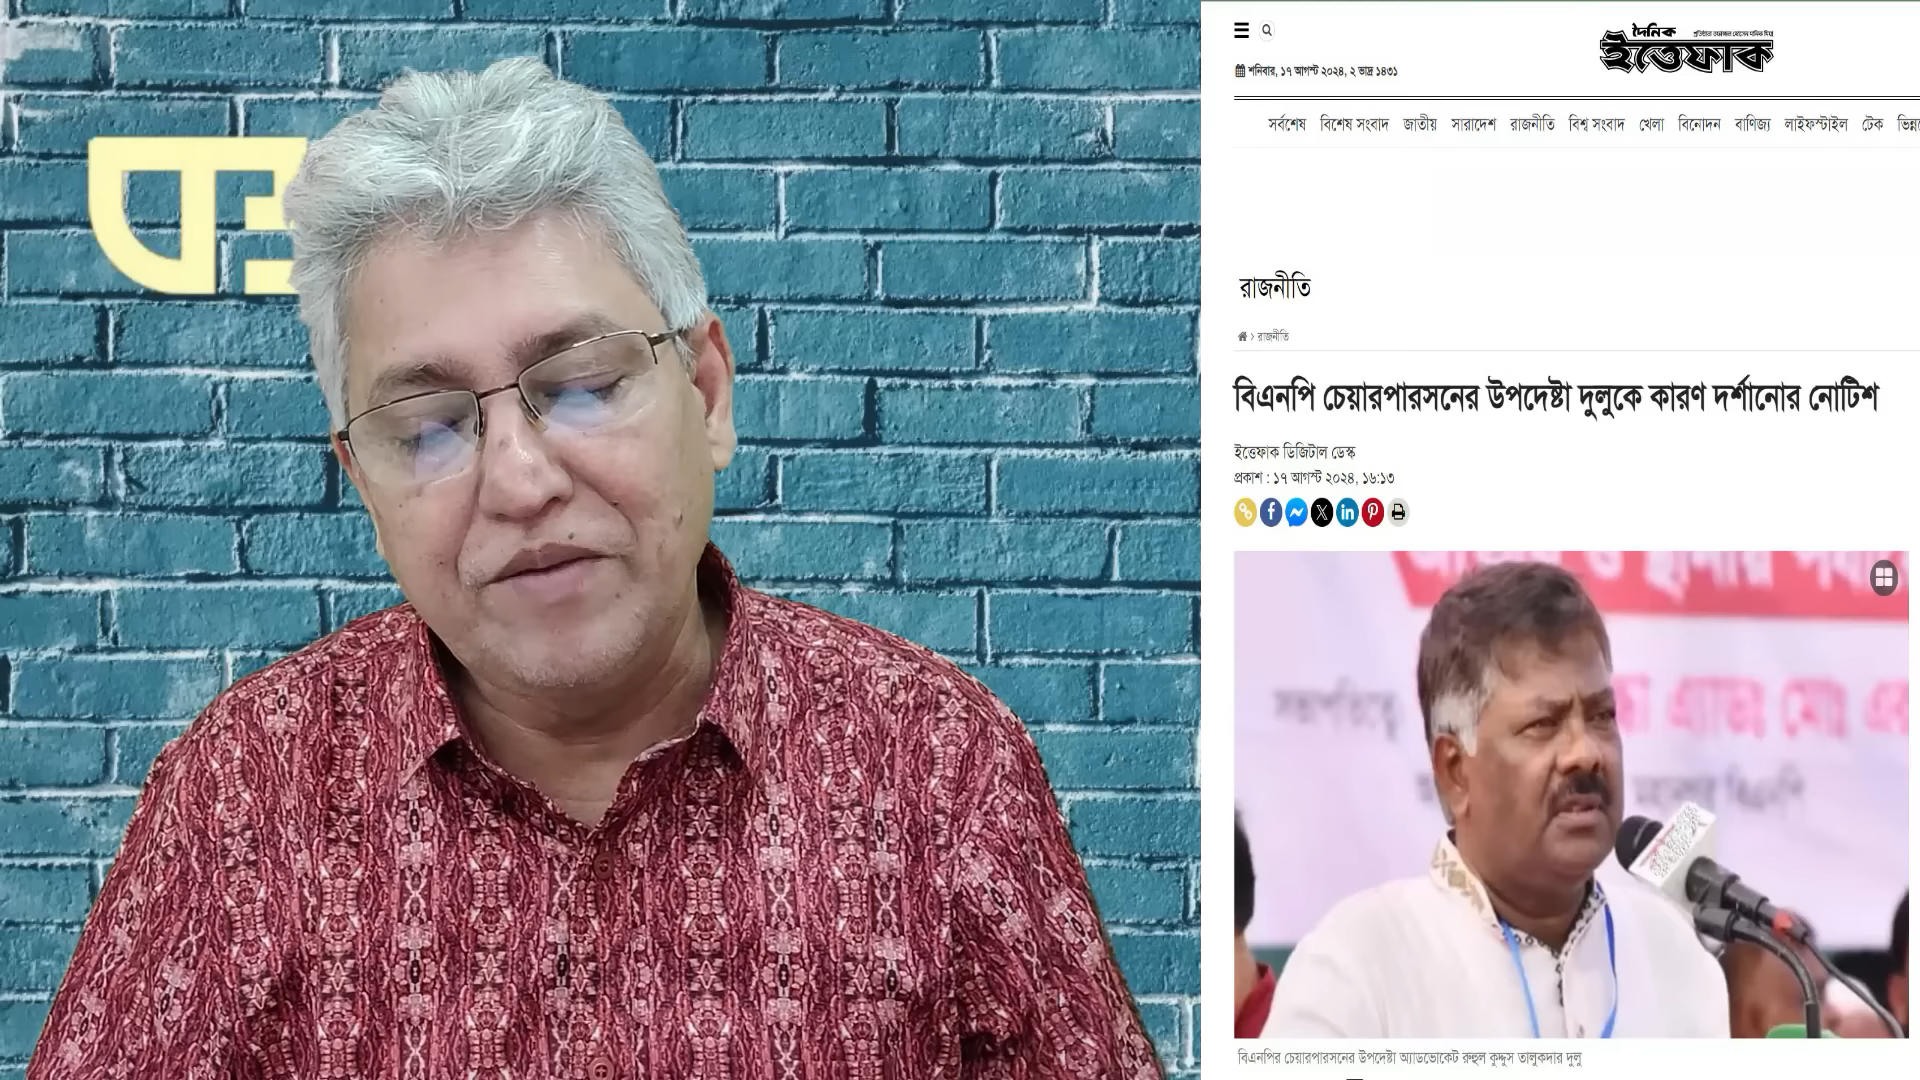 দৈনিক
ইত্তেফাক
শনিবার, ১৭ আগস্ট ২০২৪, ২ ভাদ্র ১৪৩১
সর্বশেষ বিশেষ সংবাদ জাতীয় সারাদেশ রাজনীতি বিশ্ব সংবাদ খেলা বিনোদন বাণিজ্য লাইফস্টাইল টেক
রাজনীতি
রাজনীতি
বিএনপি চেয়ারপারসনের উপদেষ্টা দুলুকে কারণ দর্শানোর নোটিশ
ইত্তেফাক ডিজিটাল ডেস্ক
প্রকাশ : ১৭ আগস্ট ২০২৪, ১৬:১৩
বিএনপির চেয়ারপারসনের উপদেষ্টা অ্যাডভোকেট রুহুল কুদ্দুস তালুকদার দুলু